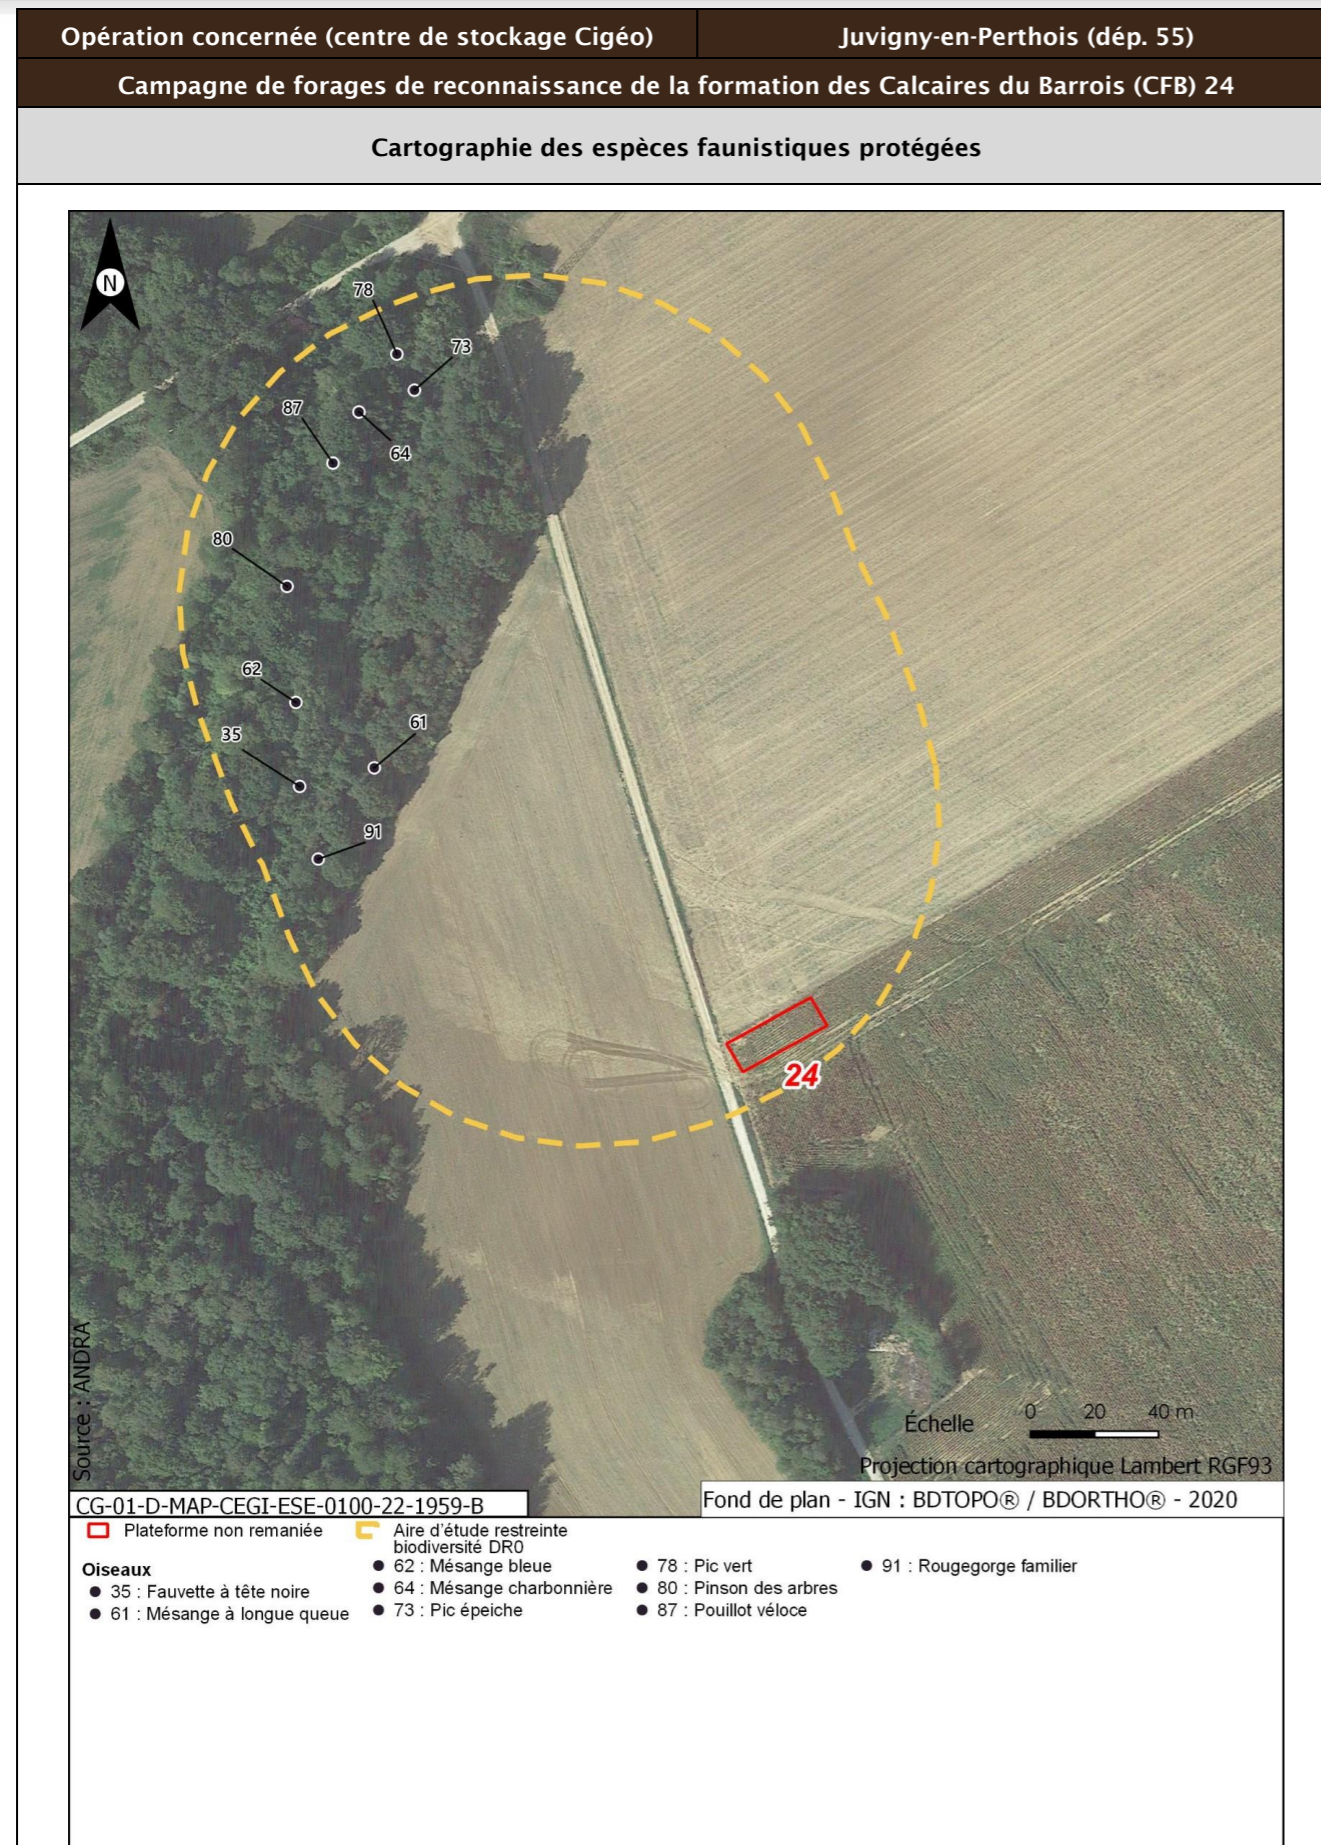 Opération concernée (centre de stockage Cigéo) Juvigny-en-Perthois (dép. 55)
Campagne de forages de reconnaissance de la formation des Calcaires du Barrois (CFB) 24
Cartographie des espèces faunistiques protégées
N
78
73
87
64
80
62
61
35
91
24
Source : ANDRA
Échelle 0 20 40 m
Projection cartographique Lambert RGF93
CG-01-D-MAP-CEGI-ESE-0100-22-1959-B
Fond de plan - IGN : BDTOPO® / BDORTHO® - 2020
Plateforme non remaniée
Aire d'étude restreinte
biodiversité DR0
Oiseaux
35 : Fauvette à tête noire
61 : Mésange à longue queue
62 : Mésange bleue
64 : Mésange charbonnière
73 : Pic épeiche
78 : Pic vert
80 : Pinson des arbres
87 : Pouillot véloce
91 : Rougegorge familier